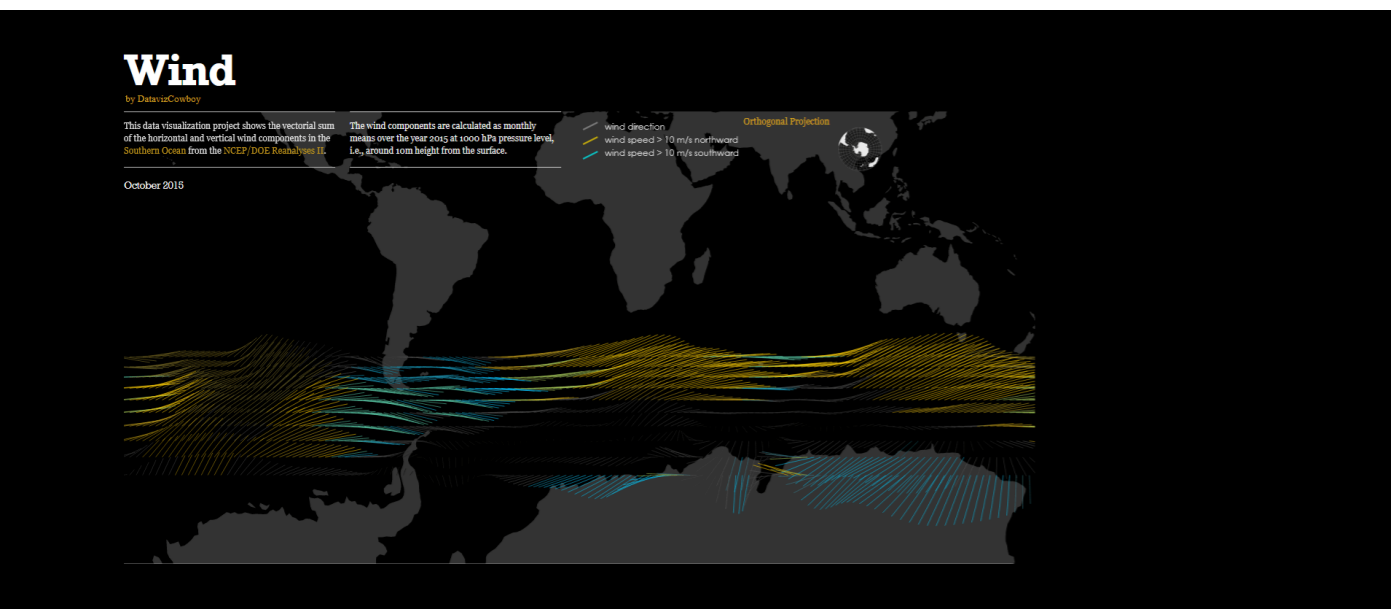 Wind
by DatavizCowboy
This data visualization project shows the vectorial sum
of the horizontal and vertical wind components in the
Southern Ocean from the NCEP/DOE Reanalyses II.
The wind components are calculated as monthly
means over the year 2015 at 1000 hPa pressure level,
i.e., around 10m height from the surface.
wind direction
wind speed > 10 m/s northward
wind speed > 10 m/s southward
Orthogonal Projection
October 2015